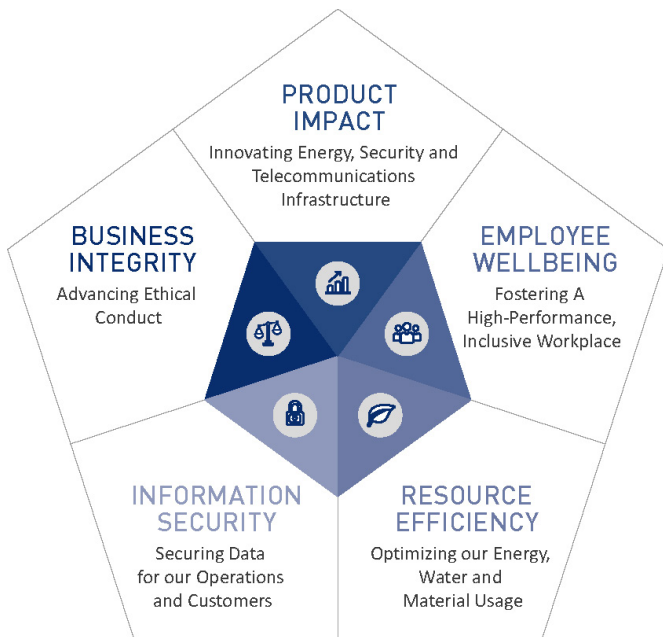 PRODUCT
IMPACT
Innovating Energy, Security and
Telecommunications
Infrastructure
BUSINESS
INTEGRITY
Advancing Ethical
Conduct
EMPLOYEE
WELLBEING
Fostering A
High-Performance,
Inclusive Workplace
INFORMATION
SECURITY
Securing Data
for our Operations
and Customers
RESOURCE
EFFICIENCY
Optimizing our Energy,
Water and
Material Usage